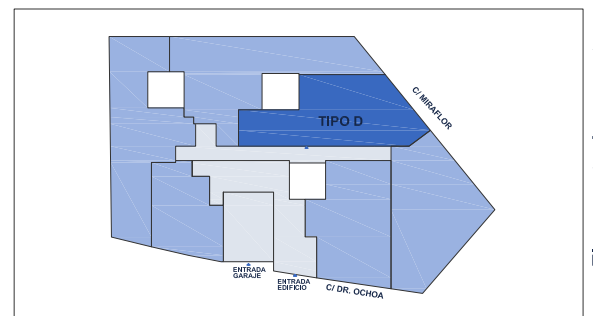 C/ MIRAFLOR
TIPO D
ENTRADA
GARAJE
ENTRADA
EDIFICIO
C/ DR. OCHOA